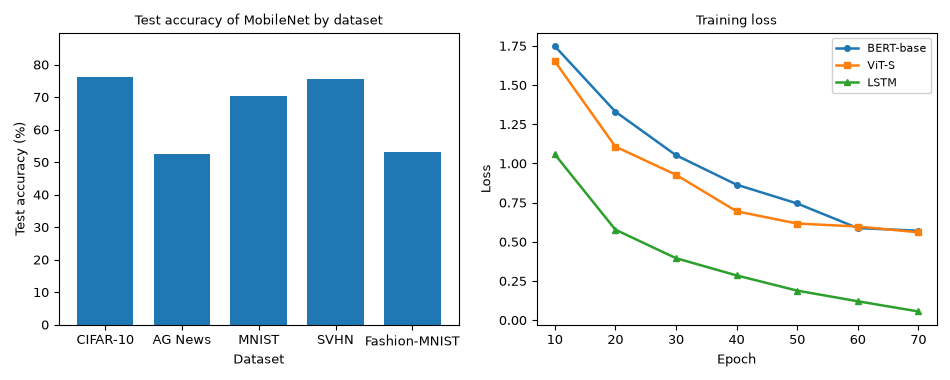 Test accuracy of MobileNet by dataset
Test accuracy (%)
80
70
60
50
40
30
20
10
0
CIFAR-10 AG News MNIST SVHN Fashion-MNIST
Dataset
Training loss
Loss
1.75
1.50
1.25
1.00
0.75
0.50
0.25
0.00
BERT-base
ViT-S
LSTM
10 20 30 40 50 60 70
Epoch